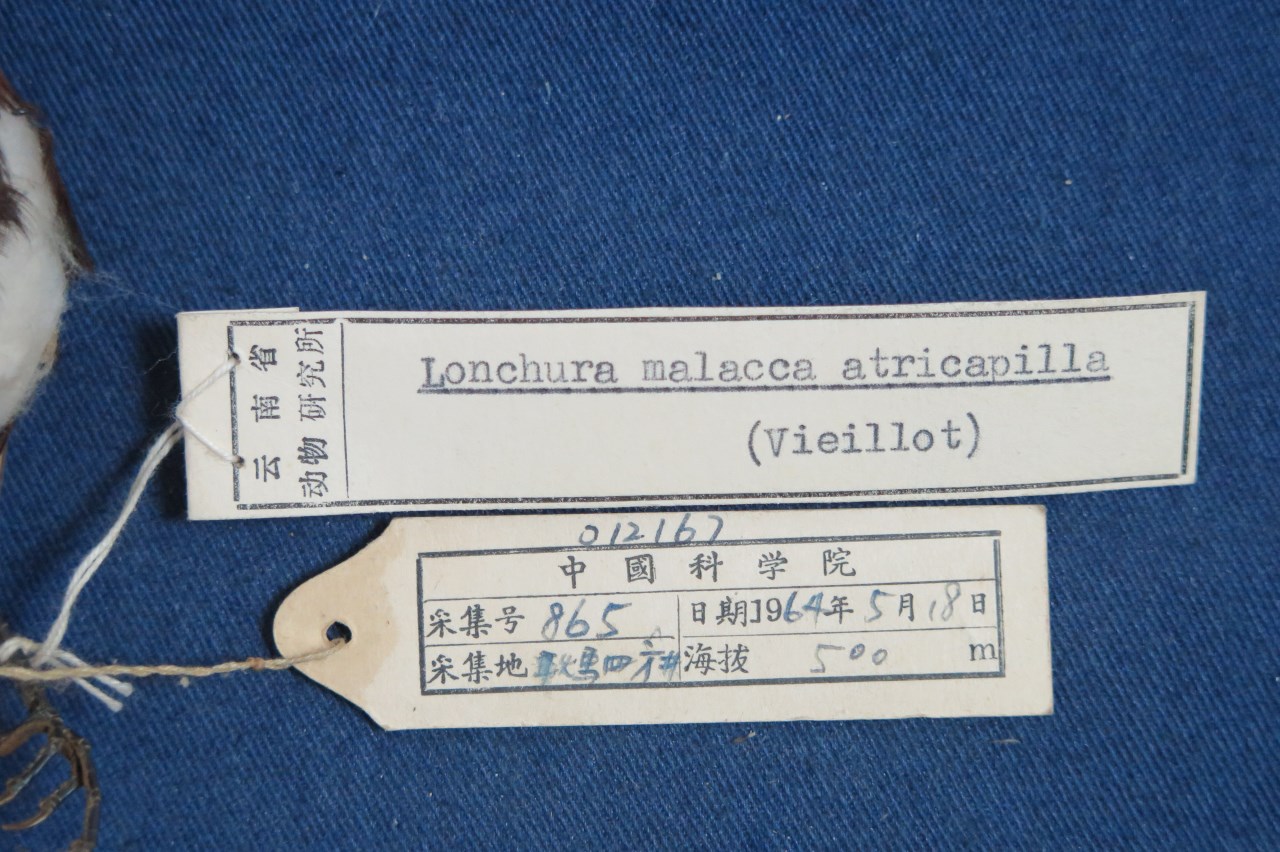 云南省
动物研究所
Lonchura malacca atricapilla
(Vieillot)
012167
中國科学院
采集号 865 日期1964年5月18日
采集地 海拔 500 m